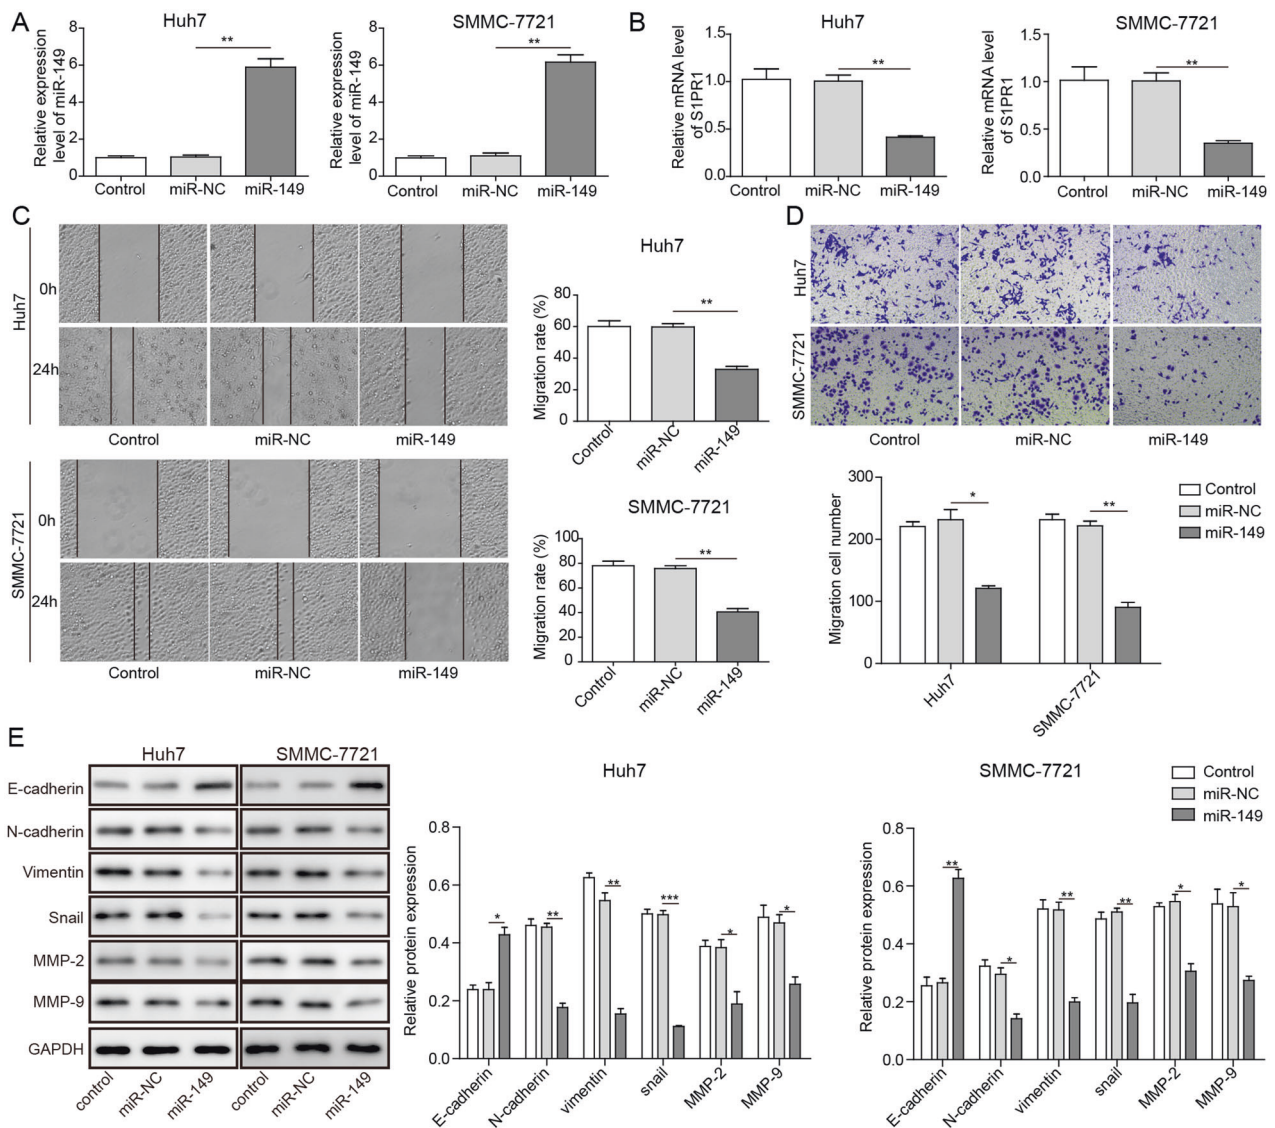 A
Huh7
Relative expression
level of miR-149
8
6
4
2
0
**
Control
miR-NC
miR-149
SMMC-7721
Relative expression
level of miR-149
8
6
4
2
0
**
Control
miR-NC
miR-149
B
Huh7
Relative mRNA level
of S1PR1
1.5
1.0
0.5
0.0
**
Control
miR-NC
miR-149
SMMC-7721
Relative mRNA level
of S1PR1
1.5
1.0
0.5
0.0
**
Control
miR-NC
miR-149
C
Huh7
0h
24h
Control
miR-NC
miR-149
SMMC-7721
0h
24h
Control
miR-NC
miR-149
Huh7
Migration rate (%)
80
60
40
20
0
**
Control
miR-NC
miR-149
SMMC-7721
Migration rate (%)
100
80
60
40
20
0
**
Control
miR-NC
miR-149
D
Huh7
SMMC-7721
Control
miR-NC
miR-149
Migration cell number
300
200
100
0
*
**
Huh7
SMMC-7721
Control
miR-NC
miR-149
E
Huh7
SMMC-7721
E-cadherin
N-cadherin
Vimentin
Snail
MMP-2
MMP-9
GAPDH
control
miR-NC
miR-149
control
miR-NC
miR-149
Huh7
Relative protein expression
0.8
0.6
0.4
0.2
0.0
*
**
**
***
*
*
E-cadherin
N-cadherin
vimentin
snail
MMP-2
MMP-9
SMMC-7721
Relative protein expression
0.8
0.6
0.4
0.2
0.0
**
*
**
**
*
*
E-cadherin
N-cadherin
vimentin
snail
MMP-2
MMP-9
Control
miR-NC
miR-149